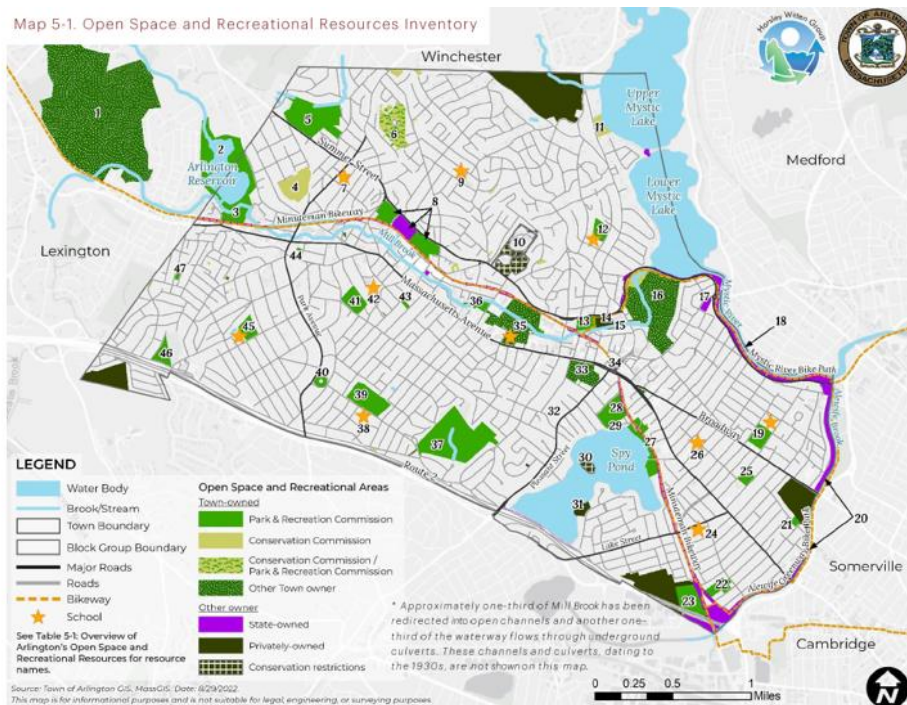 Map 5-1. Open Space and Recreational Resources Inventory
Horsley Witten Group
TOWN OF ARLINGTON
MASSACHUSETTS
Winchester
Upper
Mystic
Lake
Medford
1
2
5
6
11
Arlington
Reservoir
Summer Street
4
7
9
8
Lower
Mystic
Lake
3
Minuteman Bikeway
Mill Brook
10
12
Lexington
44
47
Massachusetts Avenue
16
17
Mystic River
18
Park Avenue
41
42
43
36
35
13
14
15
Mystic River Bike Path
45
46
34
33
40
39
38
32
28
29
27
Broadway
19
26
25
37
Pleasant Street
30
Spy
Pond
31
Route 2
Minuteman Bikeway
Lake Street
24
21
20
Alewife Greenway Bike Path
22
23
Somerville
Cambridge
LEGEND
Water Body
Brook/Stream
Town Boundary
Block Group Boundary
Major Roads
Roads
Bikeway
School
See Table 5-1: Overview of
Arlington's Open Space and
Recreational Resources for resource
names.
Open Space and Recreational Areas
Town-owned
Park & Recreation Commission
Conservation Commission
Conservation Commission /
Park & Recreation Commission
Other Town owner
Other owner
State-owned
Privately-owned
Conservation restrictions
* Approximately one-third of Mill Brook has been
redirected into open channels and another one-
third of the waterway flows through underground
culverts. These channels and culverts, dating to
the 1930s, are not shown on this map.
0 0.25 0.5 1
Miles
N
Source: Town of Arlington GIS, MassGIS. Date: 8/29/2022
This map is for informational purposes and is not suitable for legal, engineering, or surveying purposes.